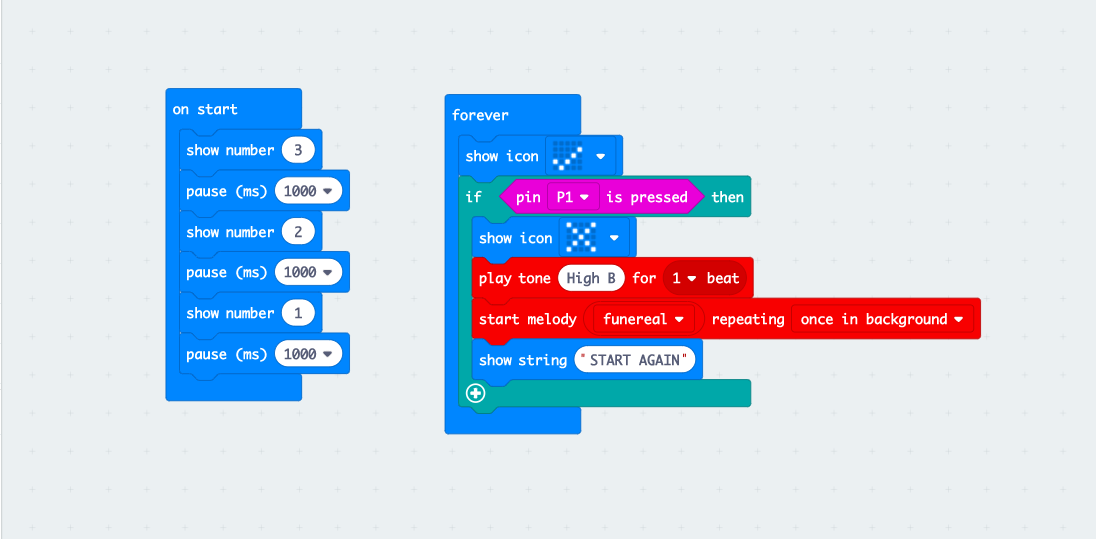 on start
show number 3
pause (ms) 1000
show number 2
pause (ms) 1000
show number 1
pause (ms) 1000
forever
show icon
if pin P1 is pressed then
show icon
play tone High B for 1 beat
start melody funereal repeating once in background
show string "START AGAIN"